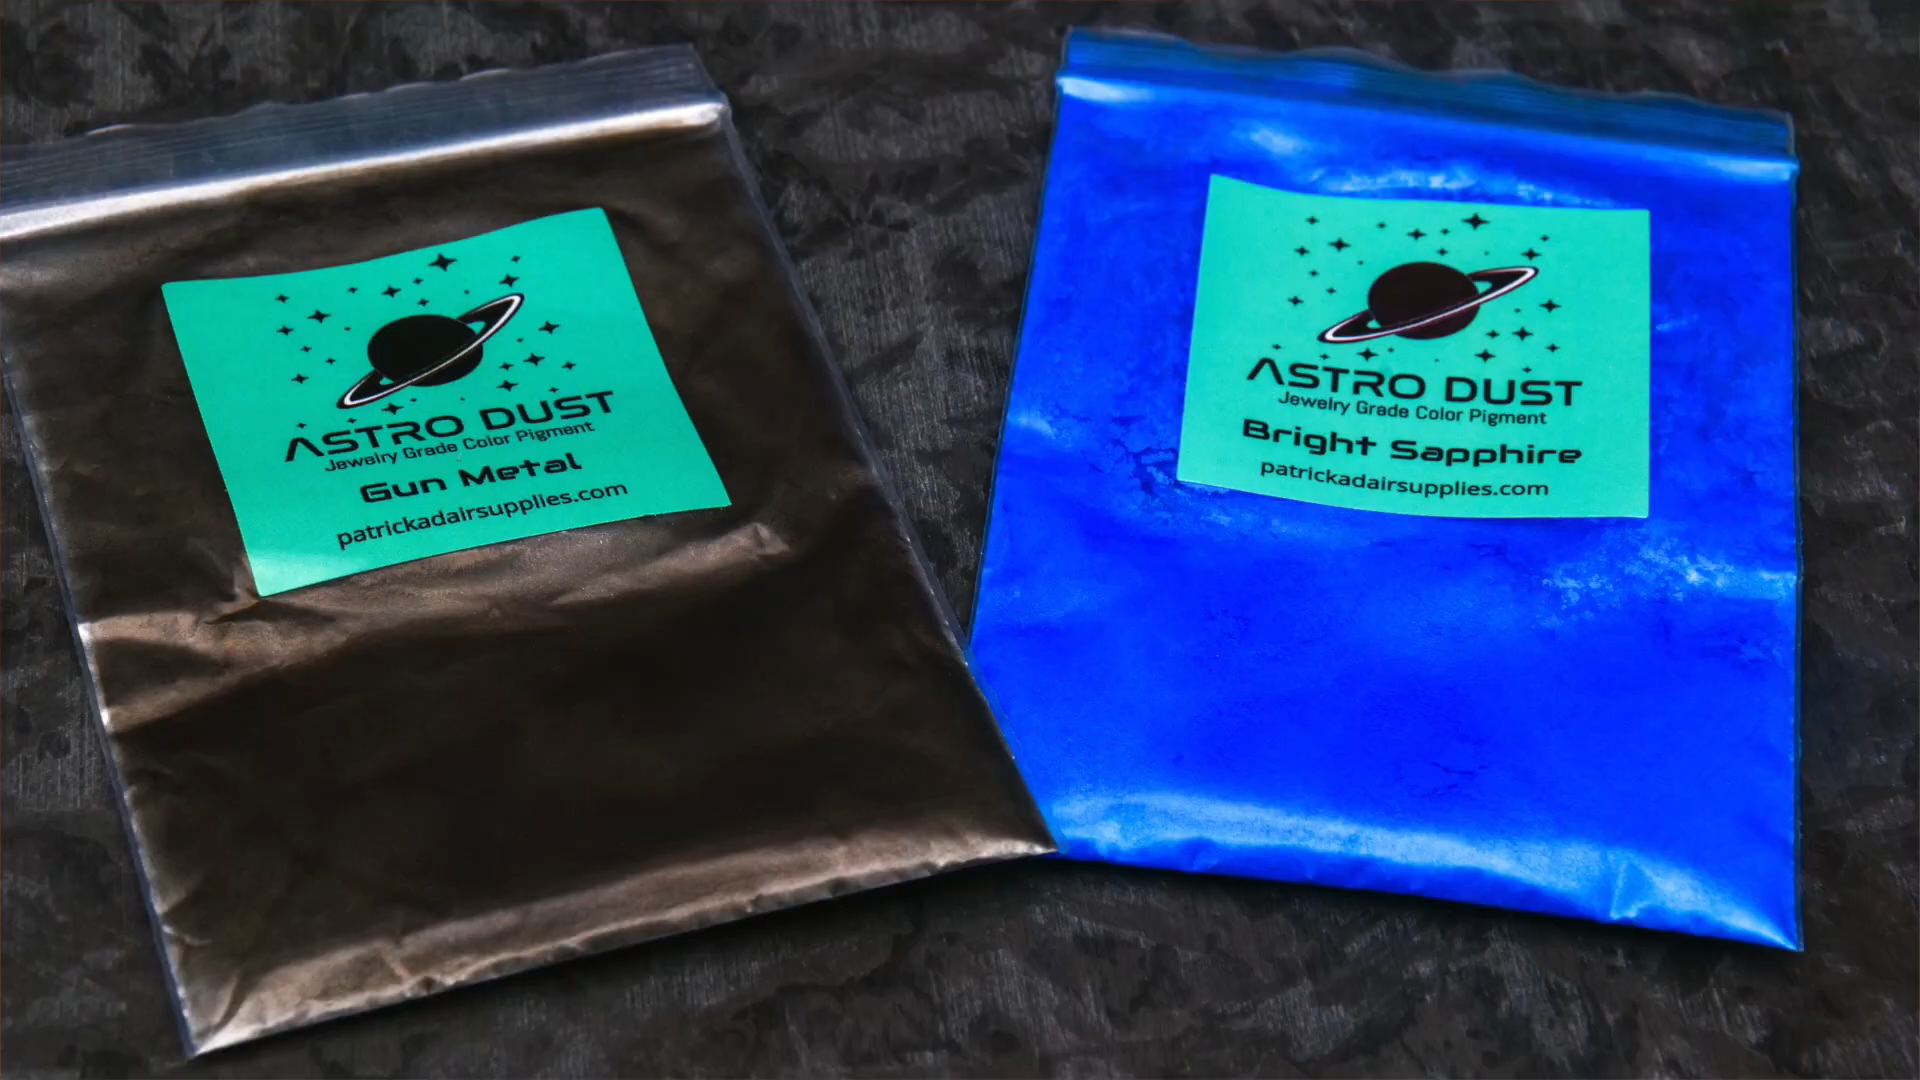 ASTRO DUST
Jewelry Grade Color Pigment
Gun Metal
patrickadairsupplies.com
ASTRO DUST
Jewelry Grade Color Pigment
Bright Sapphire
patrickadairsupplies.com